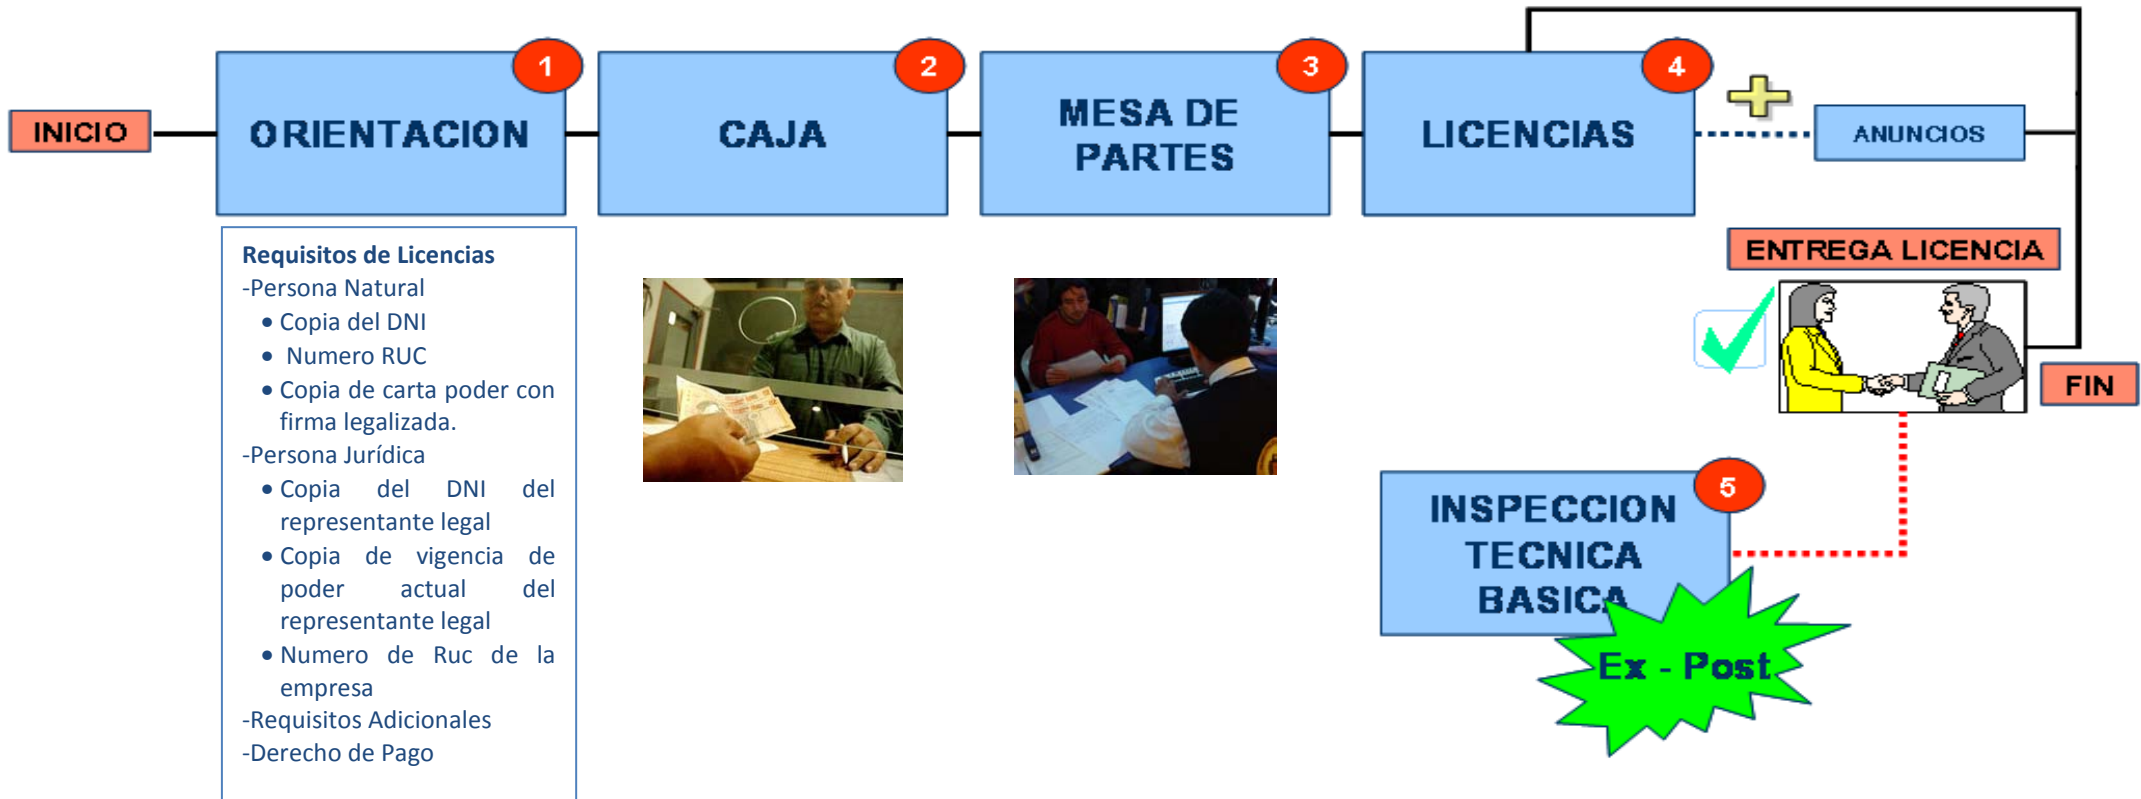 INICIO
1
ORIENTACION
2
CAJA
3
MESA DE
PARTES
4
LICENCIAS
ANUNCIOS
Requisitos de Licencias
-Persona Natural
• Copia del DNI
• Numero RUC
• Copia de carta poder con
firma legalizada.
-Persona Jurídica
• Copia del DNI del
representante legal
• Copia de vigencia de
poder actual del
representante legal
• Numero de Ruc de la
empresa
-Requisitos Adicionales
-Derecho de Pago
ENTREGA LICENCIA
FIN
5
INSPECCION
TECNICA
BASICA
Ex - Post